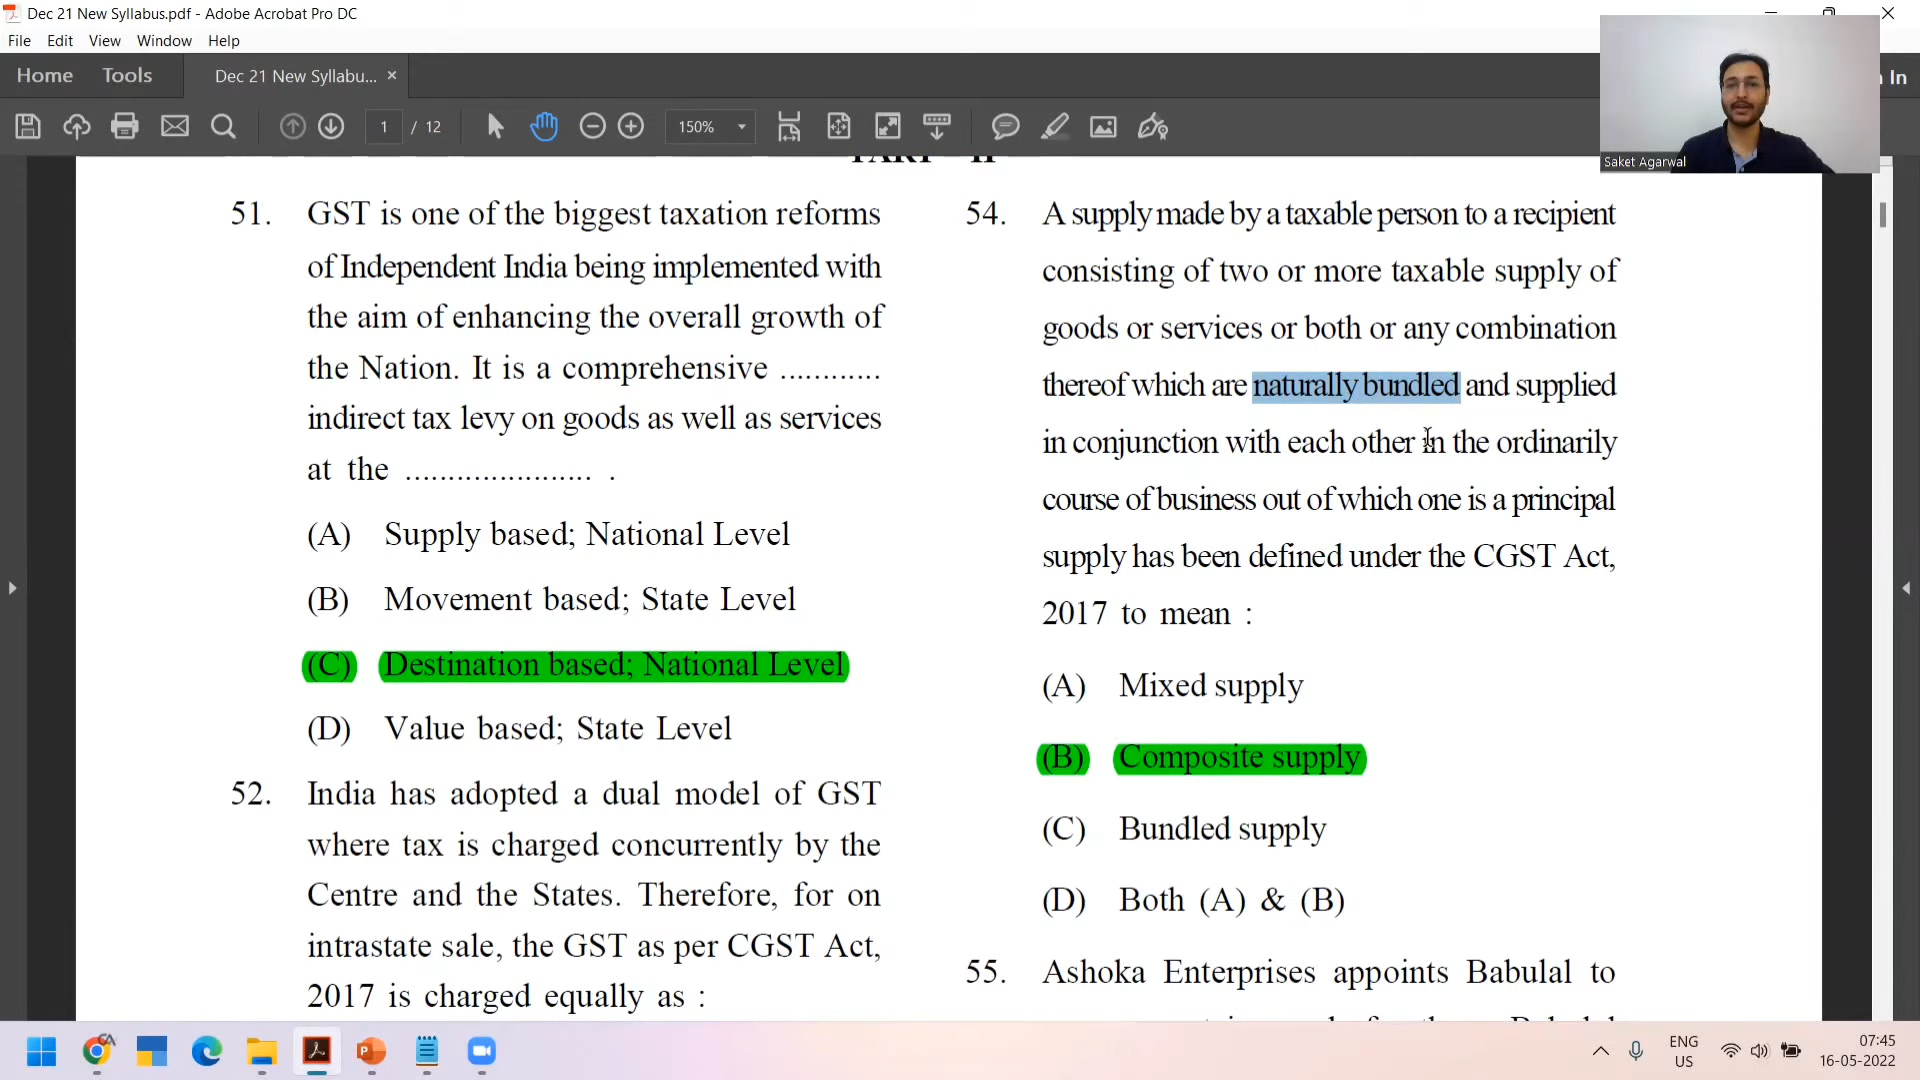 Dec 21 New Syllabus.pdf - Adobe Acrobat Pro DC
File Edit View Window Help
Home Tools Dec 21 New Syllabu... ×
In
1 / 12 150%
Saket Agarwal
51. GST is one of the biggest taxation reforms
of Independent India being implemented with
the aim of enhancing the overall growth of
the Nation. It is a comprehensive ............
indirect tax levy on goods as well as services
at the ...................... .
(A) Supply based; National Level
(B) Movement based; State Level
(C) Destination based; National Level
(D) Value based; State Level
52. India has adopted a dual model of GST
where tax is charged concurrently by the
Centre and the States. Therefore, for on
intrastate sale, the GST as per CGST Act,
2017 is charged equally as :
54. A supply made by a taxable person to a recipient
consisting of two or more taxable supply of
goods or services or both or any combination
thereof which are naturally bundled and supplied
in conjunction with each other in the ordinarily
course of business out of which one is a principal
supply has been defined under the CGST Act,
2017 to mean :
(A) Mixed supply
(B) Composite supply
(C) Bundled supply
(D) Both (A) & (B)
55. Ashoka Enterprises appoints Babulal to
ENG
US
07:45
16-05-2022